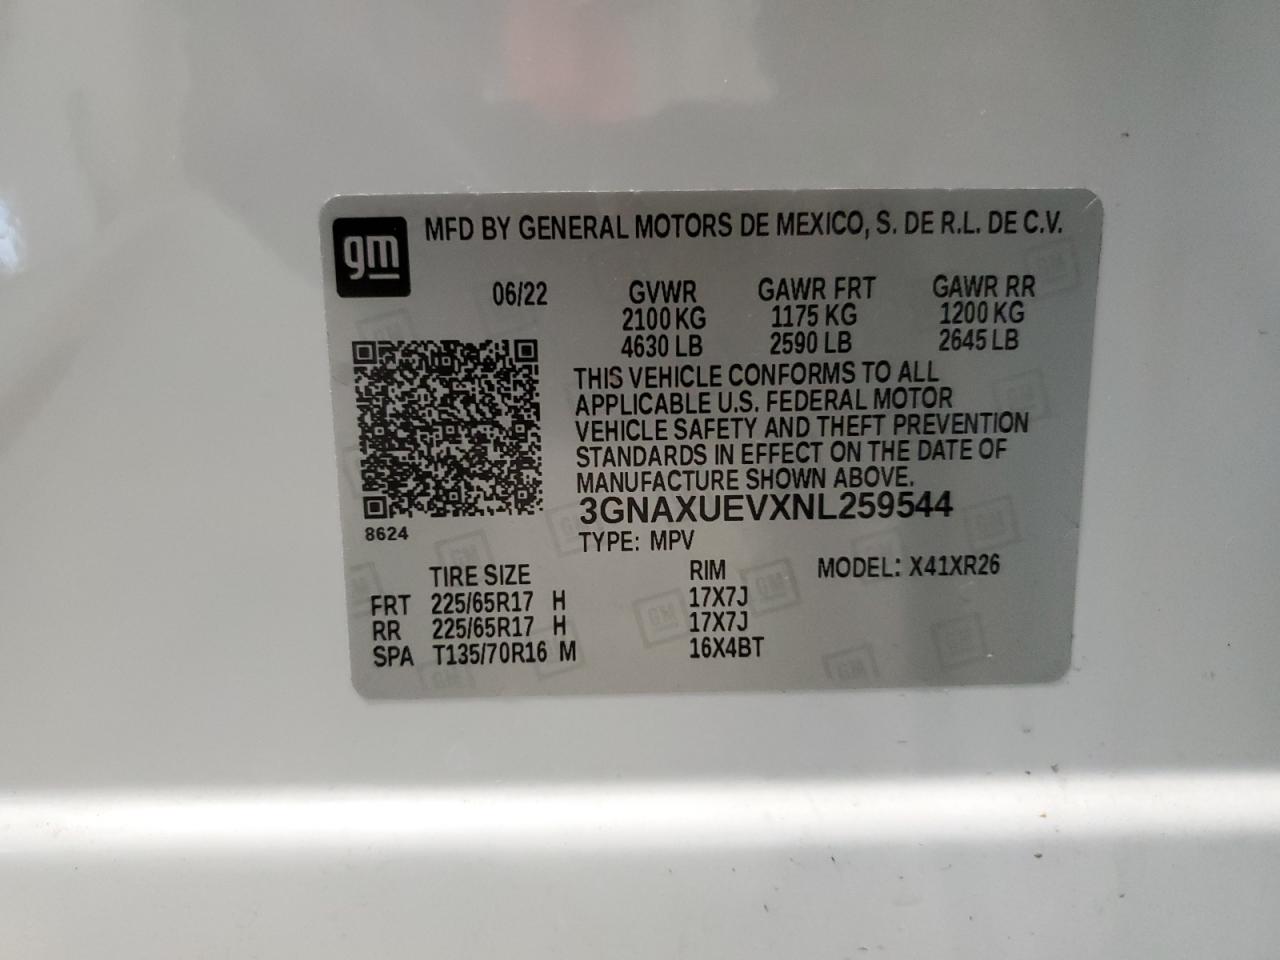 gm MFD BY GENERAL MOTORS DE MEXICO, S. DE R.L. DE C.V.
06/22 GVWR GAWR FRT GAWR RR
2100 KG 1175 KG 1200 KG
4630 LB 2590 LB 2645 LB
THIS VEHICLE CONFORMS TO ALL
APPLICABLE U.S. FEDERAL MOTOR
VEHICLE SAFETY AND THEFT PREVENTION
STANDARDS IN EFFECT ON THE DATE OF
MANUFACTURE SHOWN ABOVE.
3GNAXUEVXNL259544
8624 TYPE: MPV
TIRE SIZE RIM MODEL: X41XR26
FRT 225/65R17 H 17X7J
RR 225/65R17 H 17X7J
SPA T135/70R16 M 16X4BT